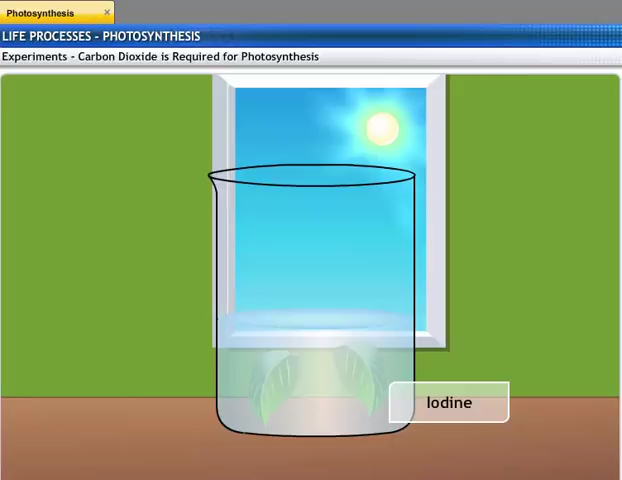 Photosynthesis
LIFE PROCESSES - PHOTOSYNTHESIS
Experiments - Carbon Dioxide is Required for Photosynthesis
Iodine